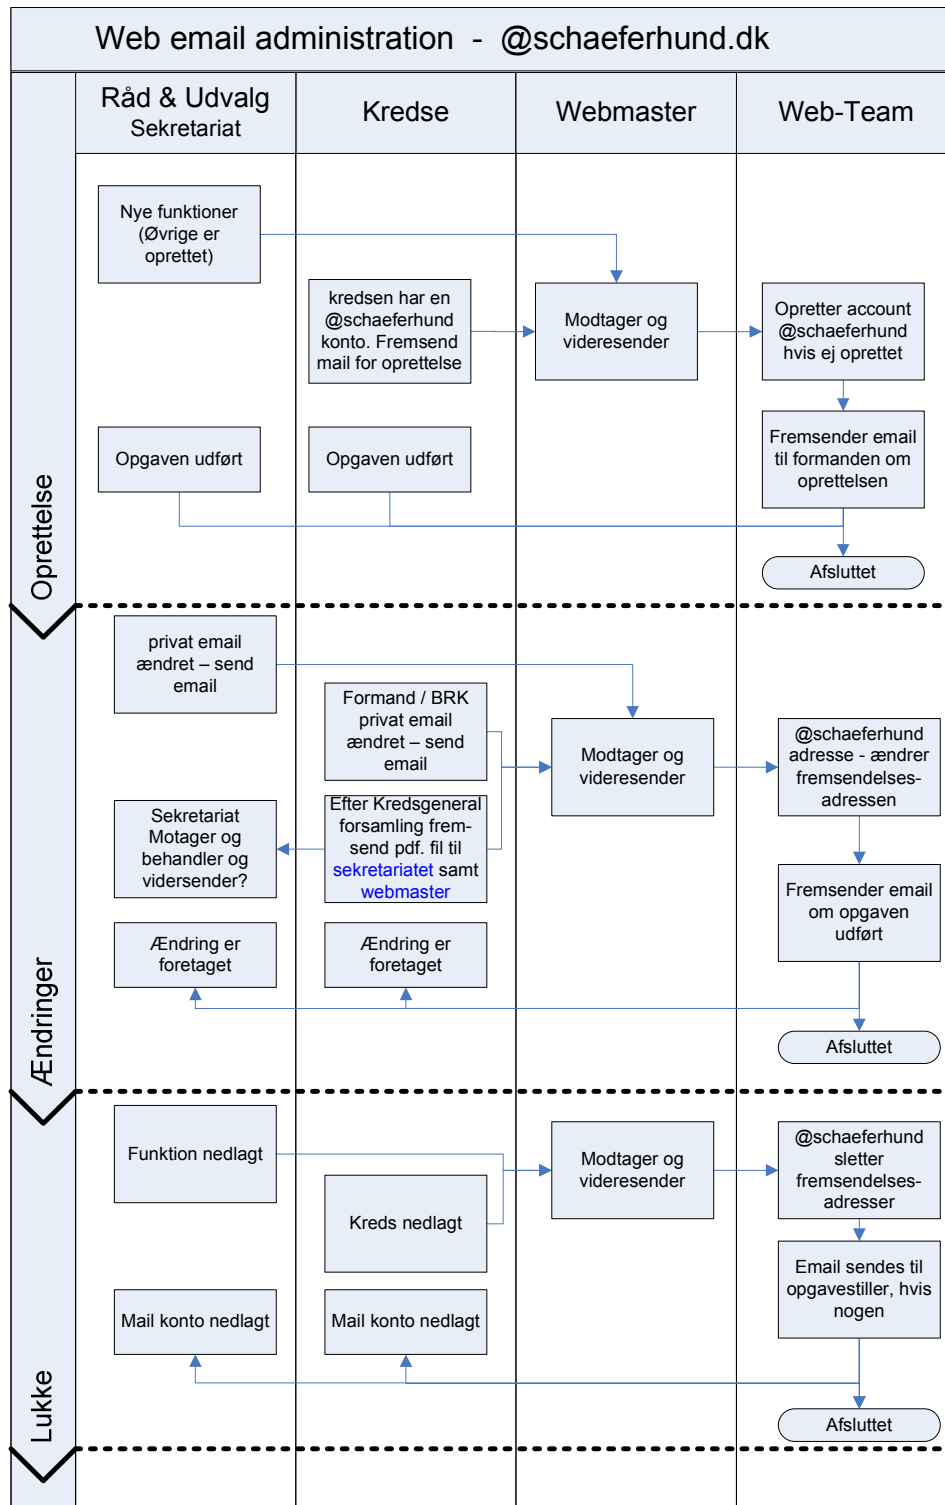 Web email administration - @schaeferhund.dk
Råd & Udvalg
Sekretariat
Kredse
Webmaster
Web-Team
Oprettelse
Nye funktioner
(Øvrige er
oprettet)
kredsen har en
@schaeferhund
konto. Fremsend
mail for oprettelse
Modtager og
videresender
Opretter account
@schaeferhund
hvis ej oprettet
Opgaven udført
Opgaven udført
Fremsender email
til formanden om
oprettelsen
Afsluttet
Ændringer
privat email
ændret – send
email
Formand / BRK
privat email
ændret – send
email
Modtager og
videresender
@schaeferhund
adresse - ændrer
fremsendelses-
adressen
Sekretariat
Motager og
behandler og
vidersender?
Efter Kredsgeneral
forsamling frem-
send pdf. fil til
sekretariatet samt
webmaster
Fremsender email
om opgaven
udført
Ændring er
foretaget
Ændring er
foretaget
Afsluttet
Lukke
Funktion nedlagt
Kreds nedlagt
Modtager og
videresender
@schaeferhund
sletter
fremsendelses-
adresser
Email sendes til
opgavestiller, hvis
nogen
Mail konto nedlagt
Mail konto nedlagt
Afsluttet